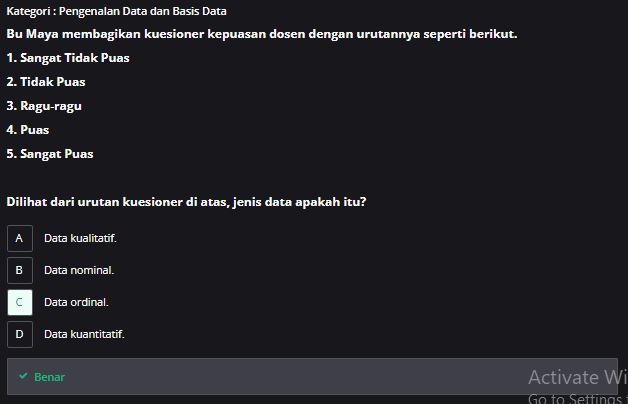 Kategori : Pengenalan Data dan Basis Data
Bu Maya membagikan kuesioner kepuasan dosen dengan urutannya seperti berikut.
1. Sangat Tidak Puas
2. Tidak Puas
3. Ragu-ragu
4. Puas
5. Sangat Puas
Dilihat dari urutan kuesioner di atas, jenis data apakah itu?
A Data kualitatif.
B Data nominal.
C Data ordinal.
D Data kuantitatif.
Benar
Activate Wi
Go to Settings